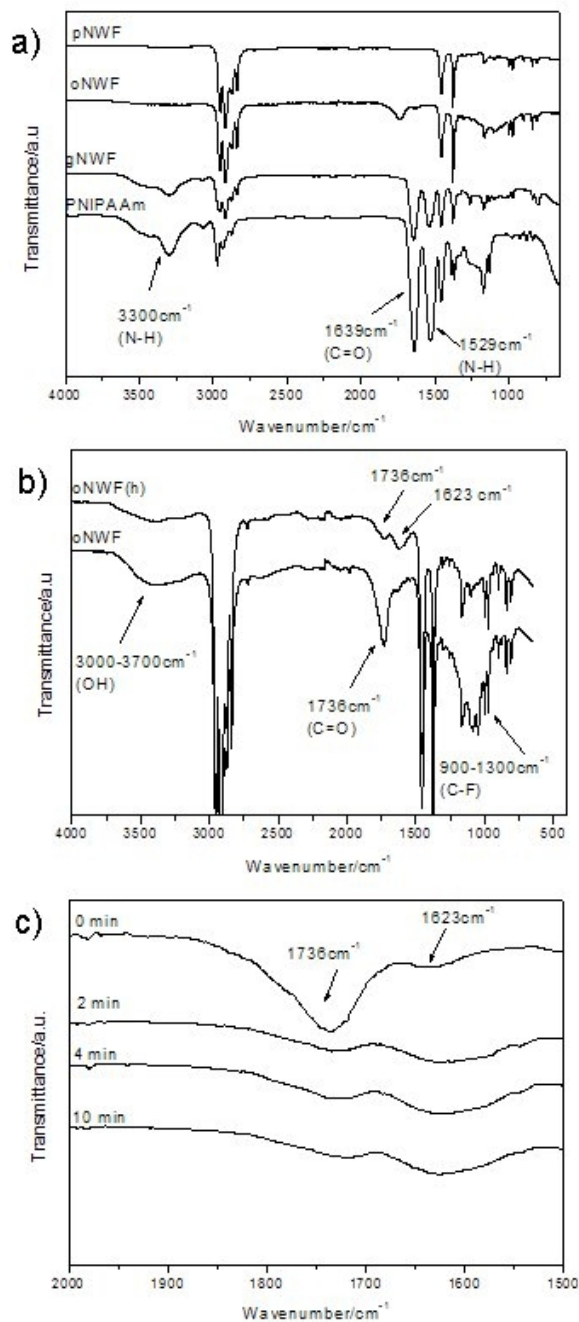 a)
pNWF
oNWF
gNWF
PNIPAAm
Transmittance/a.u
3300cm⁻¹
(N-H)
1639cm⁻¹
(C=O)
1529cm⁻¹
(N-H)
4000 3500 3000 2500 2000 1500 1000
Wavenumber/cm⁻¹
b)
oNWF(h)
oNWF
Transmittance/a.u
1736cm⁻¹
1623 cm⁻¹
3000-3700cm⁻¹
(OH)
1736cm⁻¹
(C=O)
900-1300cm⁻¹
(C-F)
4000 3500 3000 2500 2000 1500 1000 500
Wavenumber/cm⁻¹
c)
0 min
2 min
4 min
10 min
Transmittance/a.u.
1736cm⁻¹
1623cm⁻¹
2000 1900 1800 1700 1600 1500
Wavenumber/cm⁻¹